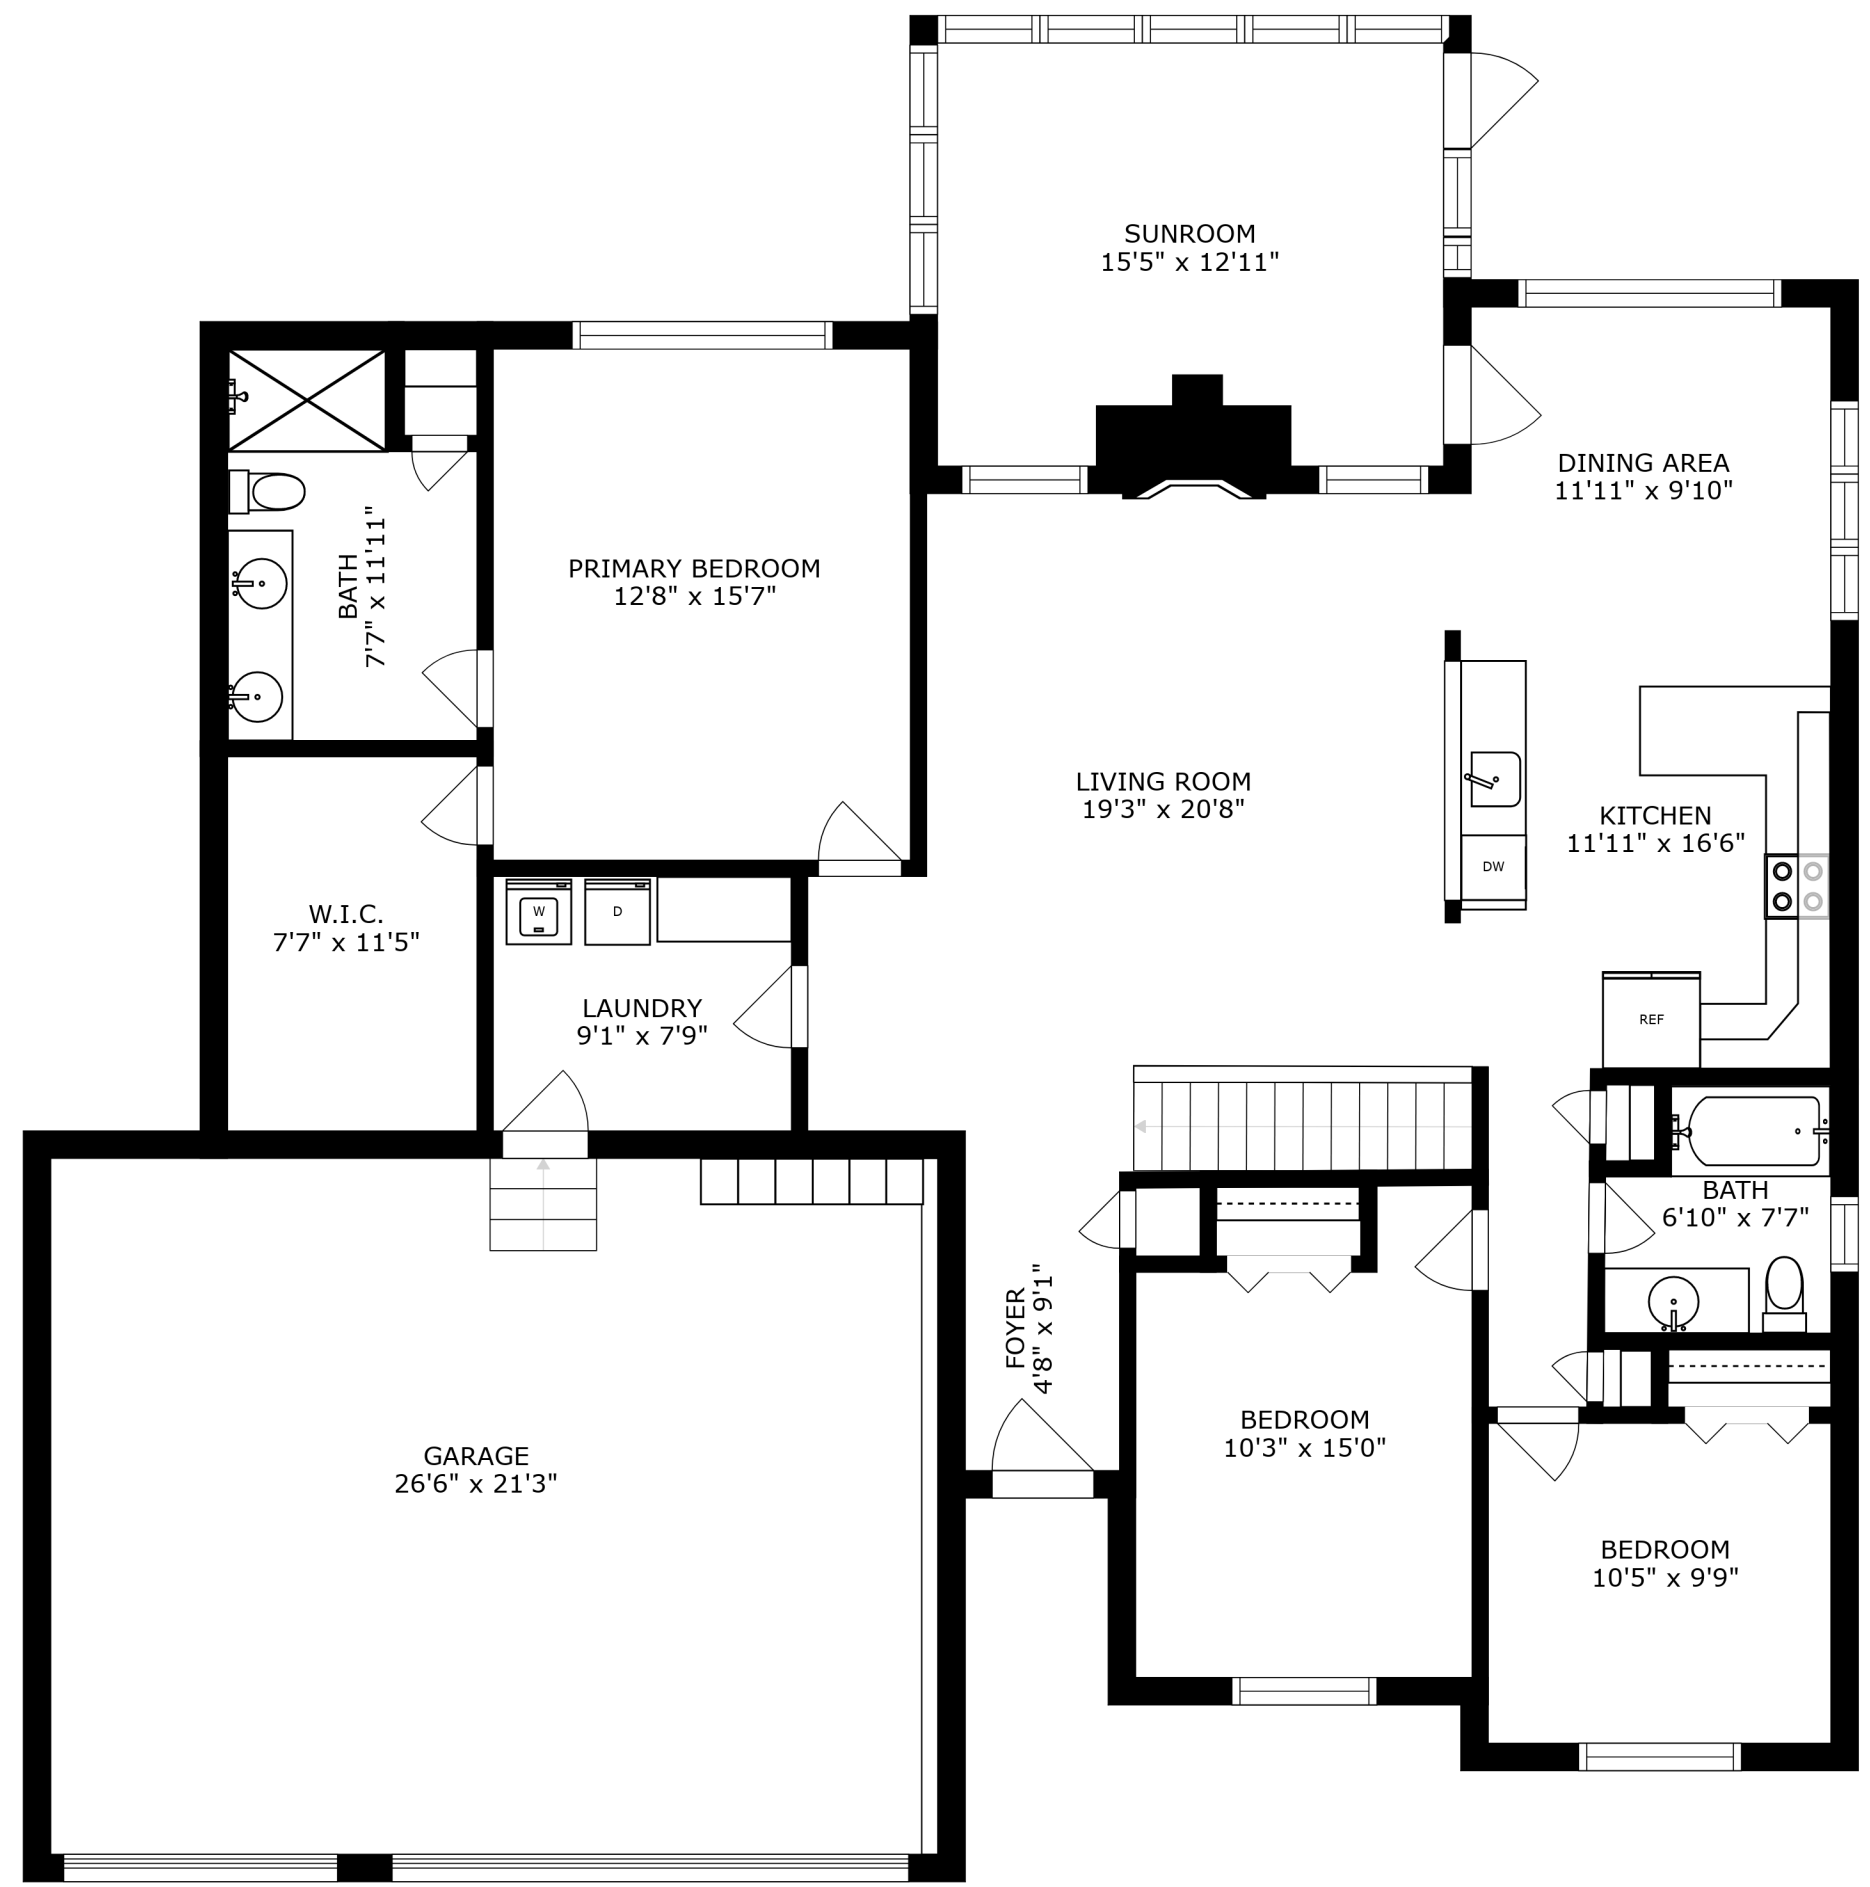 SUNROOM
15'5" x 12'11"
DINING AREA
11'11" x 9'10"
BATH
7'7" x 11'11"
PRIMARY BEDROOM
12'8" x 15'7"
LIVING ROOM
19'3" x 20'8"
KITCHEN
11'11" x 16'6"
DW
W.I.C.
7'7" x 11'5"
W
D
LAUNDRY
9'1" x 7'9"
REF
BATH
6'10" x 7'7"
FOYER
4'8" x 9'1"
GARAGE
26'6" x 21'3"
BEDROOM
10'3" x 15'0"
BEDROOM
10'5" x 9'9"